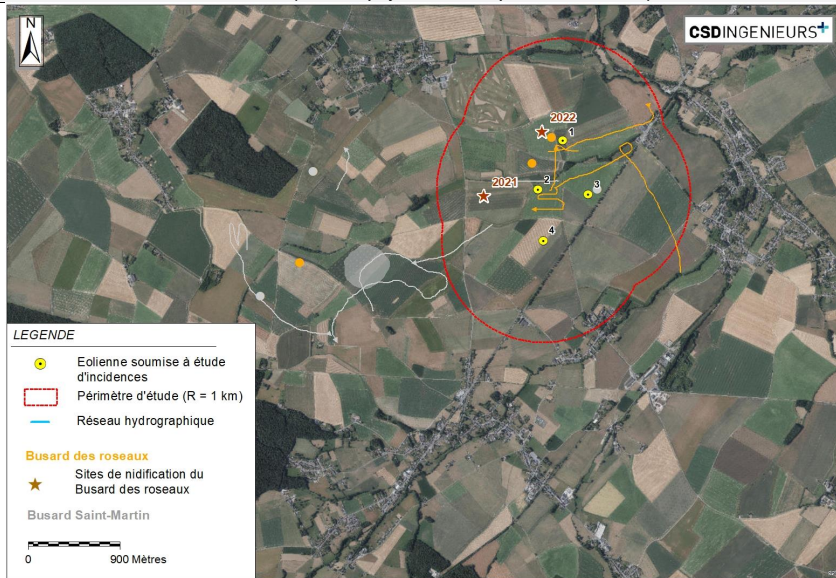 N
CSDINGENIEURS+
2022
1
2021
2
3
4
LEGENDE
Eolienne soumise à étude
d'incidences
Périmètre d'étude (R = 1 km)
Réseau hydrographique
Busard des roseaux
Sites de nidification du
Busard des roseaux
Busard Saint-Martin
0 900 Mètres